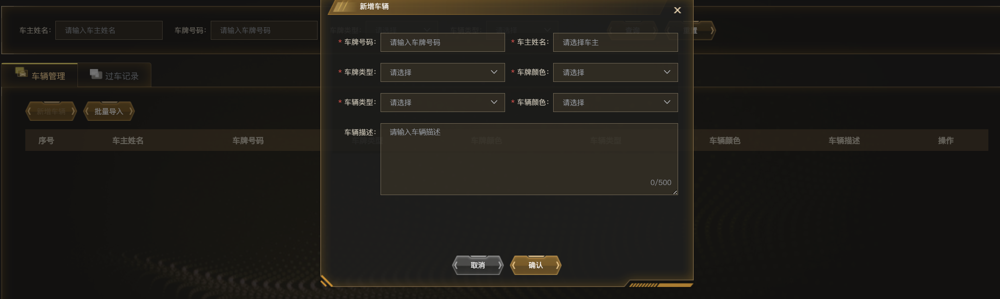 新增车辆
X
车主姓名： 请输入车主姓名 车牌号码： 请输入车牌号码 车牌类型： 请选择 车辆类型： 请选择 查询 重置
* 车牌号码： 请输入车牌号码 * 车主姓名： 请选择车主
* 车牌类型： 请选择 * 车牌颜色： 请选择
车辆管理 过车记录
* 车辆类型： 请选择 * 车辆颜色： 请选择
新增车辆 批量导入
车辆描述： 请输入车辆描述
序号 车主姓名 车牌号码 车牌类型 车牌颜色 车辆类型 车辆颜色 车辆描述 操作
0/500
取消 确认